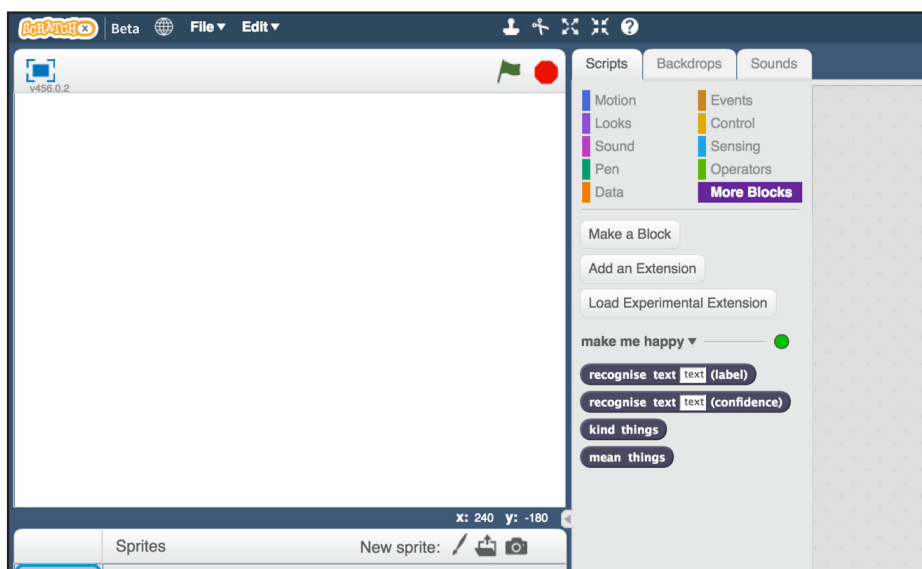 SCRATCH X Beta File Edit
v456.0.2
Scripts Backdrops Sounds
Motion Events
Looks Control
Sound Sensing
Pen Operators
Data More Blocks
Make a Block
Add an Extension
Load Experimental Extension
make me happy
recognise text text (label)
recognise text text (confidence)
kind things
mean things
x: 240 y: -180
Sprites New sprite: